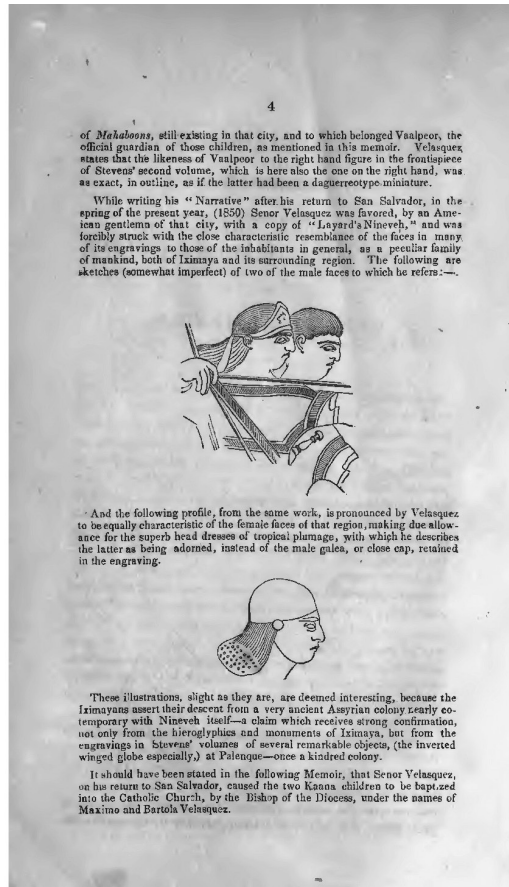 4
of Mahaboons, still existing in that city, and to which belonged Vaalpeor, the
official guardian of those children, as mentioned in this memoir. Velasquez
states that the likeness of Vaalpeor to the right hand figure in the frontispiece
of Stevens' second volume, which is here also the one on the right hand, was
as exact, in outline, as if the latter had been a daguerreotype miniature.
While writing his "Narrative" after his return to San Salvador, in the
spring of the present year, (1850) Senor Velasquez was favored, by an Ame-
ican gentlemn of that city, with a copy of "Layard's Nineveh," and was
forcibly struck with the close characteristic resemblance of the faces in many
of its engravings to those of the inhabitants in general, as a peculiar family
of mankind, both of Iximaya and its surrounding region. The following are
sketches (somewhat imperfect) of two of the male faces to which he refers:—.
And the following profile, from the same work, is pronounced by Velasquez
to be equally characteristic of the female faces of that region, making due allow-
ance for the superb head dresses of tropical plumage, with which he describes
the latter as being adorned, instead of the male galea, or close cap, retained
in the engraving.
These illustrations, slight as they are, are deemed interesting, because the
Iximayans assert their descent from a very ancient Assyrian colony nearly co-
temporary with Nineveh itself—a claim which receives strong confirmation,
not only from the hieroglyphics and monuments of Iximaya, but from the
engravings in Stevens' volumes of several remarkable objects, (the inverted
winged globe especially,) at Palenque—once a kindred colony.
It should have been stated in the following Memoir, that Senor Velasquez,
on his return to San Salvador, caused the two Kaana children to be baptized
into the Catholic Church, by the Bishop of the Diocess, under the names of
Maximo and Bartola Velasquez.